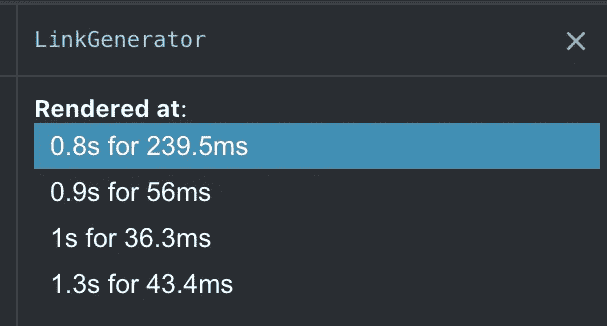 LinkGenerator
Rendered at:
0.8s for 239.5ms
0.9s for 56ms
1s for 36.3ms
1.3s for 43.4ms